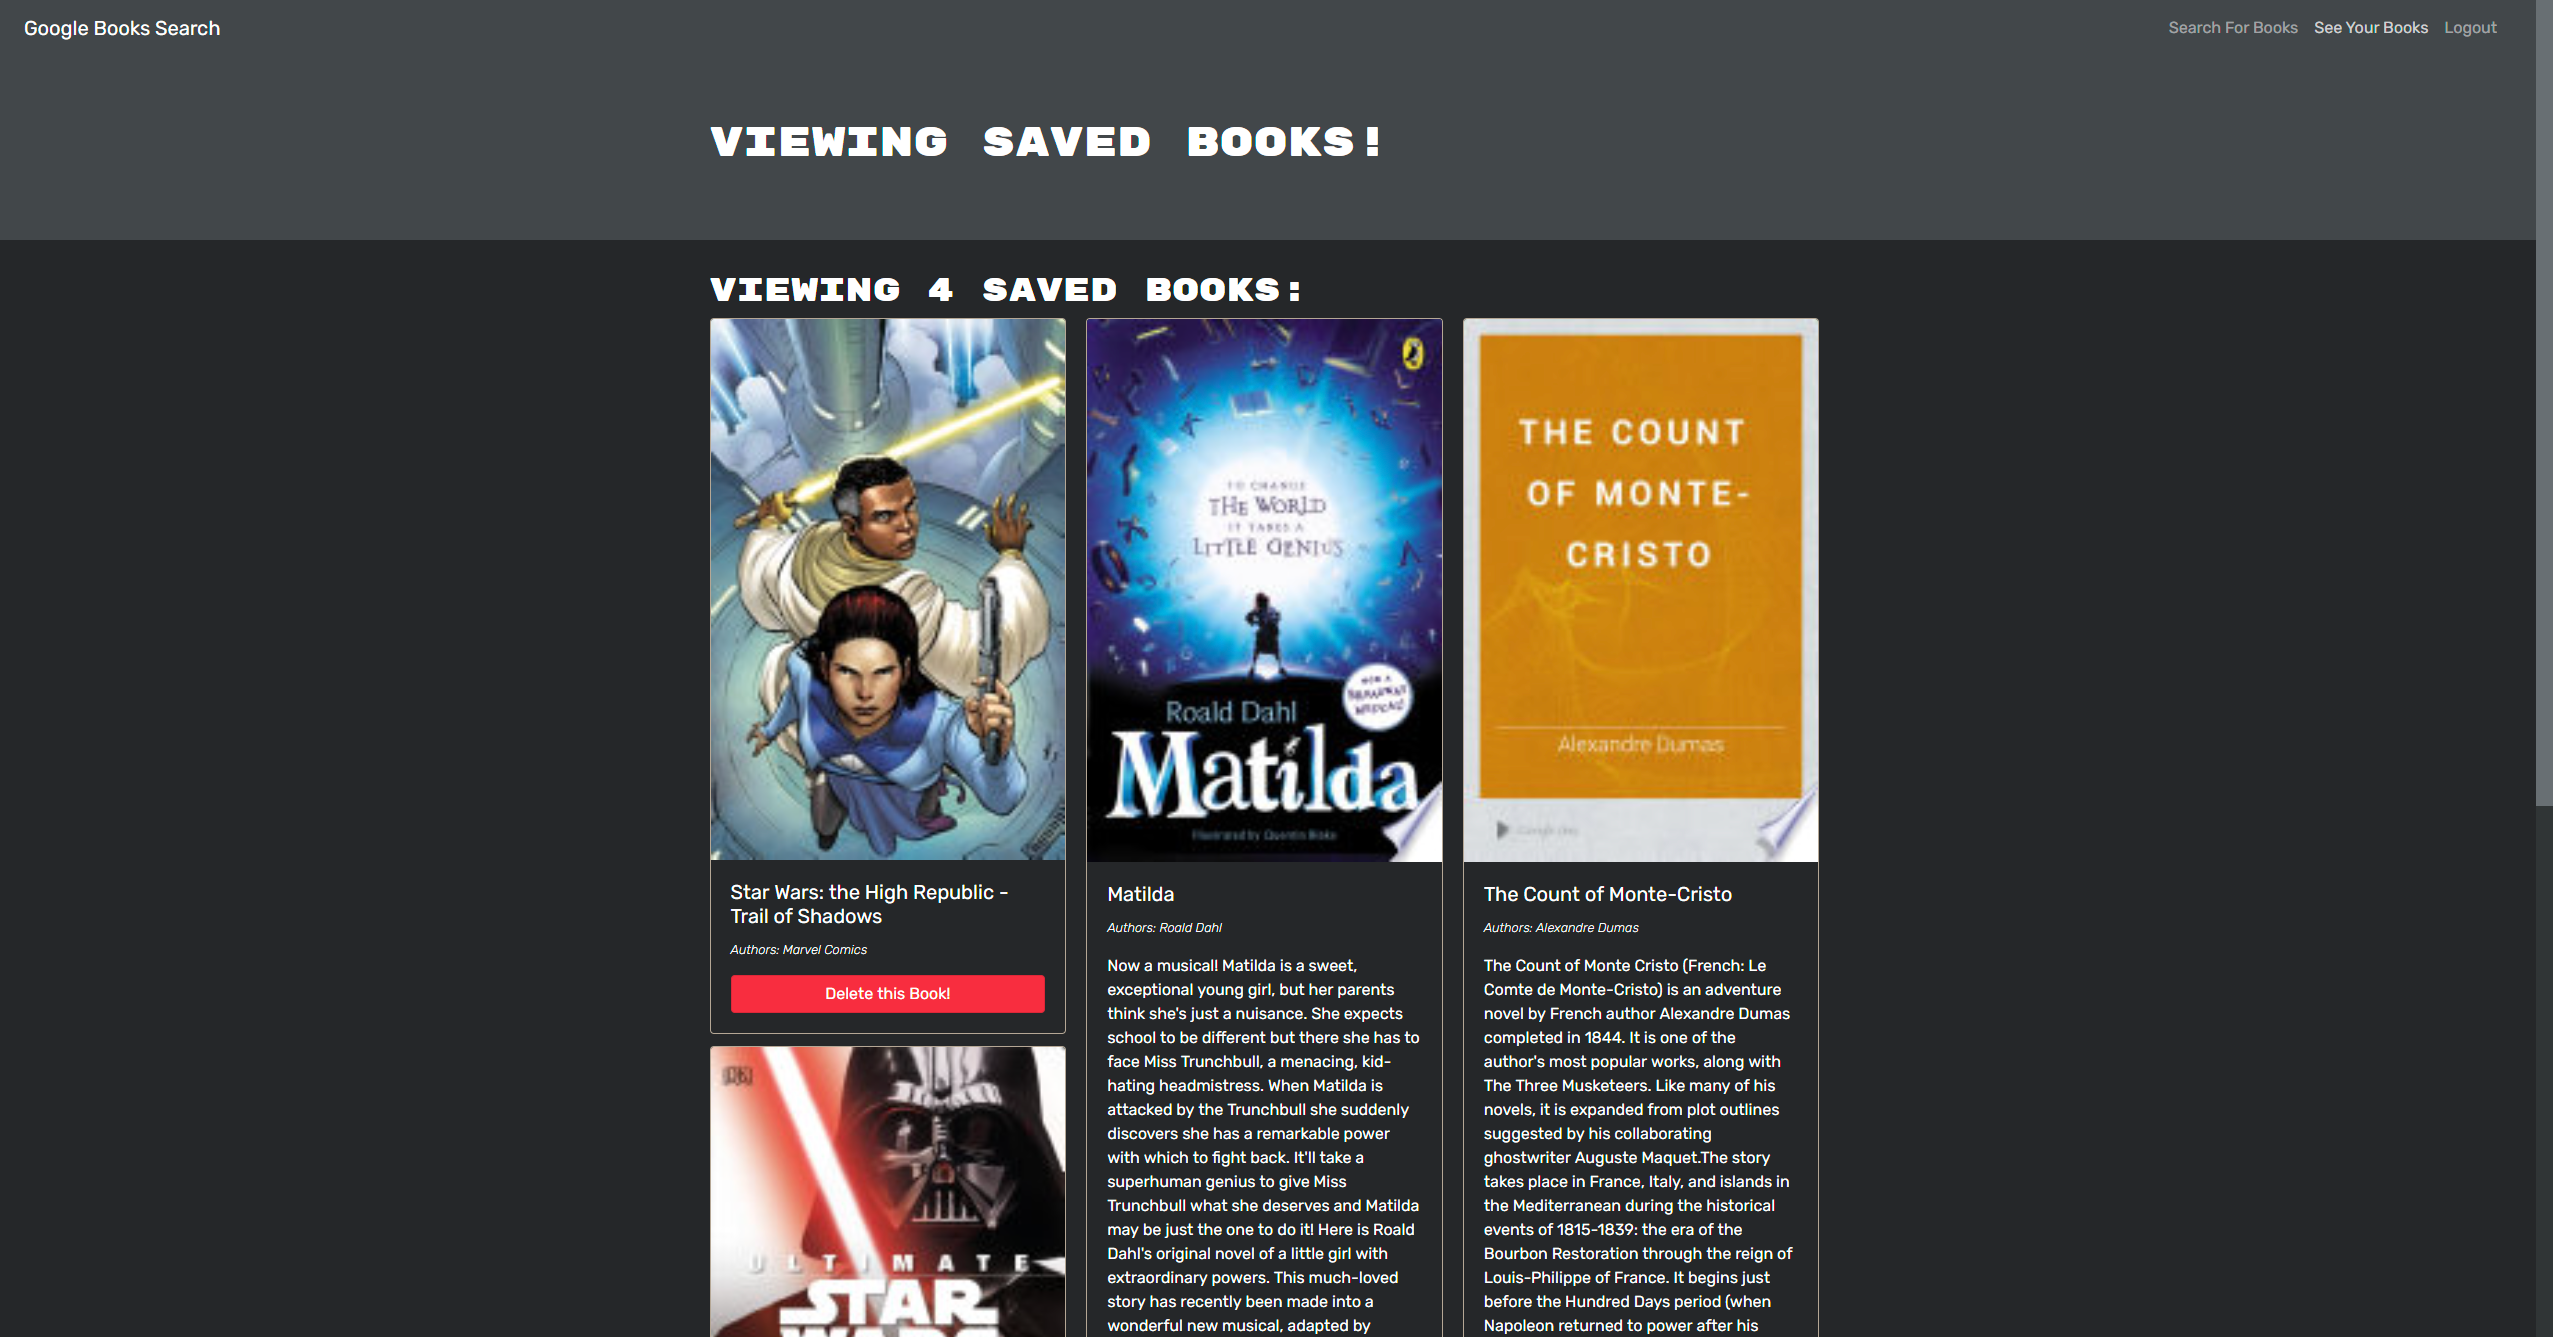 Google Books Search
Search For Books
See Your Books
Logout
VIEWING SAVED BOOKS!
VIEWING 4 SAVED BOOKS:
Star Wars: the High Republic -
Trail of Shadows
Authors: Marvel Comics
Delete this Book!
DK
ULTIMATE
STAR
WARS
TO CHANGE
THE WORLD
IT TAKES A
LITTLE GENIUS
NOW A
BROADWAY
MUSICAL!
Roald Dahl
Matilda
Illustrated by Quentin Blake
Matilda
Authors: Roald Dahl
Now a musical! Matilda is a sweet,
exceptional young girl, but her parents
think she's just a nuisance. She expects
school to be different but there she has to
face Miss Trunchbull, a menacing, kid-
hating headmistress. When Matilda is
attacked by the Trunchbull she suddenly
discovers she has a remarkable power
with which to fight back. It'll take a
superhuman genius to give Miss
Trunchbull what she deserves and Matilda
may be just the one to do it! Here is Roald
Dahl's original novel of a little girl with
extraordinary powers. This much-loved
story has recently been made into a
wonderful new musical, adapted by
THE COUNT
OF MONTE-
CRISTO
Alexandre Dumas
The Count of Monte-Cristo
Authors: Alexandre Dumas
The Count of Monte Cristo (French: Le
Comte de Monte-Cristo) is an adventure
novel by French author Alexandre Dumas
completed in 1844. It is one of the
author's most popular works, along with
The Three Musketeers. Like many of his
novels, it is expanded from plot outlines
suggested by his collaborating
ghostwriter Auguste Maquet.The story
takes place in France, Italy, and islands in
the Mediterranean during the historical
events of 1815-1839: the era of the
Bourbon Restoration through the reign of
Louis-Philippe of France. It begins just
before the Hundred Days period (when
Napoleon returned to power after his